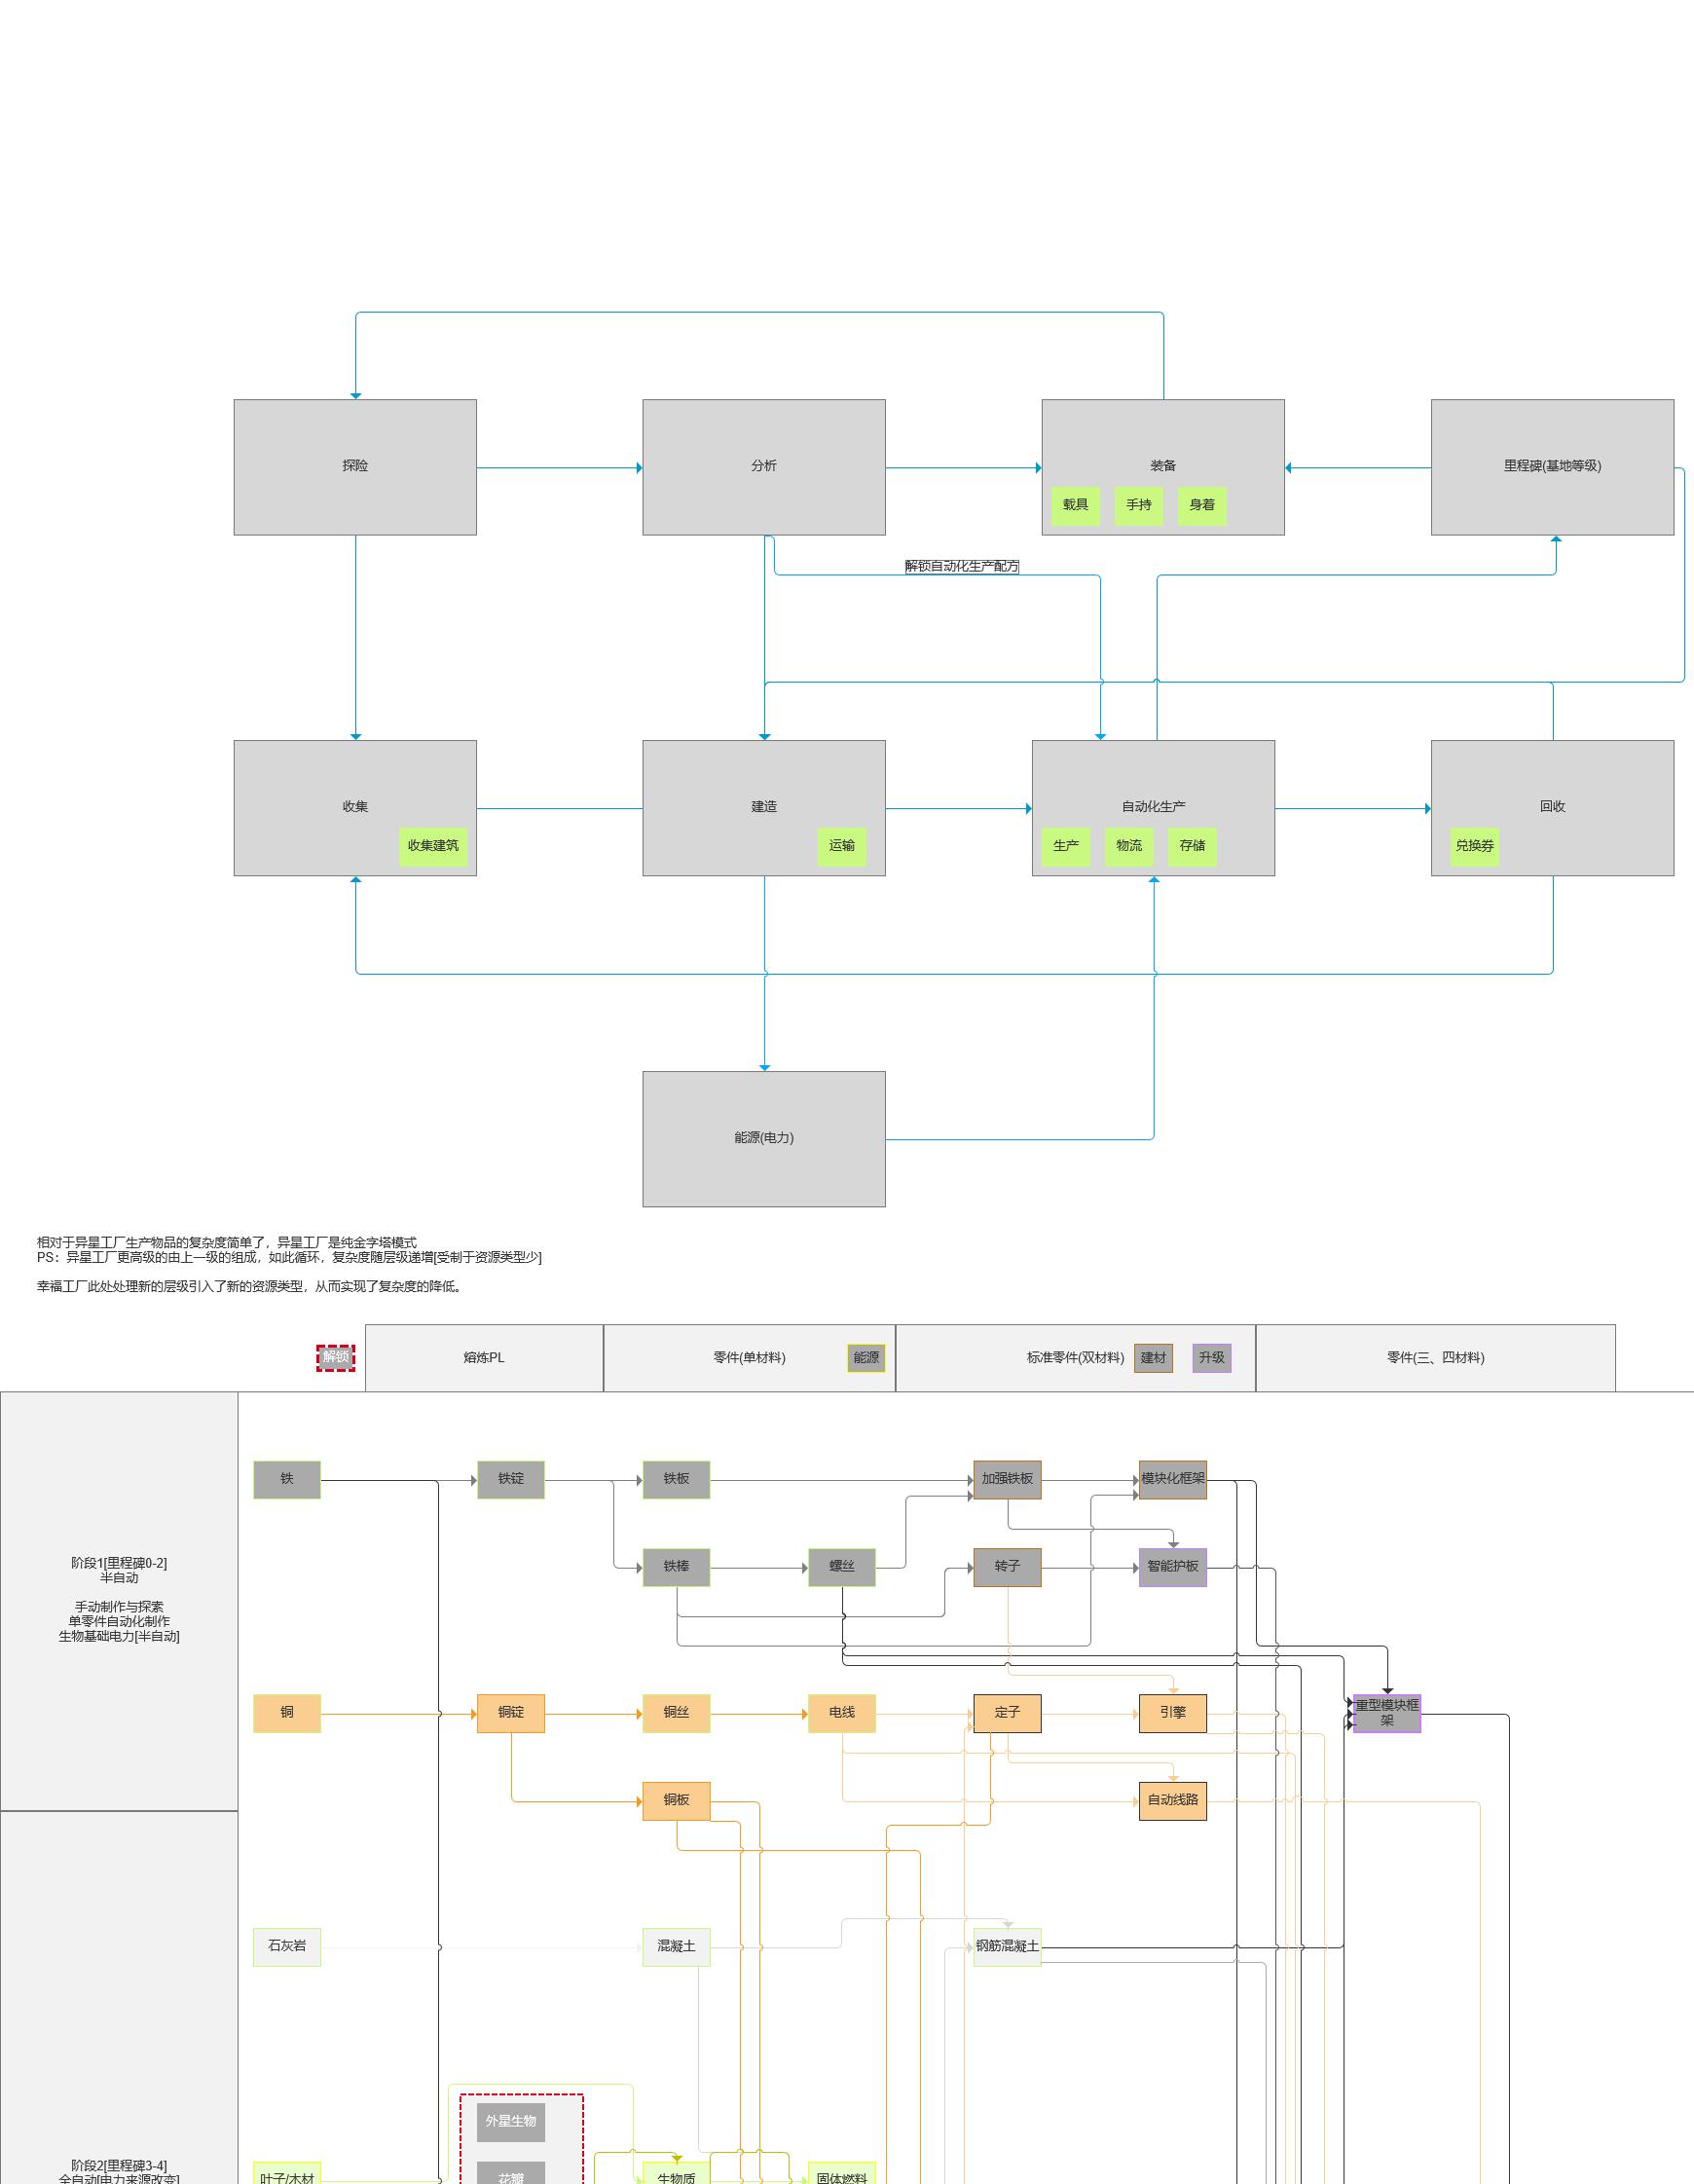 探险
分析
装备
里程碑(基地等级)
载具
手持
身着
解锁自动化生产配方
收集
建造
自动化生产
回收
收集建筑
运输
生产
物流
存储
兑换券
能源(电力)
相对于异星工厂生产物品的复杂度简单了，异星工厂是纯金字塔模式
PS：异星工厂更高级的由上一级的组成，如此循环，复杂度随层级递增[受制于资源类型少]
幸福工厂此处处理新的层级引入了新的资源类型，从而实现了复杂度的降低。
解锁
熔炼PL
零件(单材料)
能源
标准零件(双材料)
建材
升级
零件(三、四材料)
阶段1[里程碑0-2]
半自动
手动制作与探索
单零件自动化制作
生物基础电力[半自动]
铁
铁锭
铁板
加强铁板
模块化框架
铁棒
螺丝
转子
智能护板
铜
铜锭
铜丝
电线
定子
引擎
重型模块框
架
铜板
自动线路
石灰岩
混凝土
钢筋混凝土
外星生物
阶段2[里程碑3-4]
全自动[电力来源改变]
叶子/木材
花瓣
生物质
固体燃料